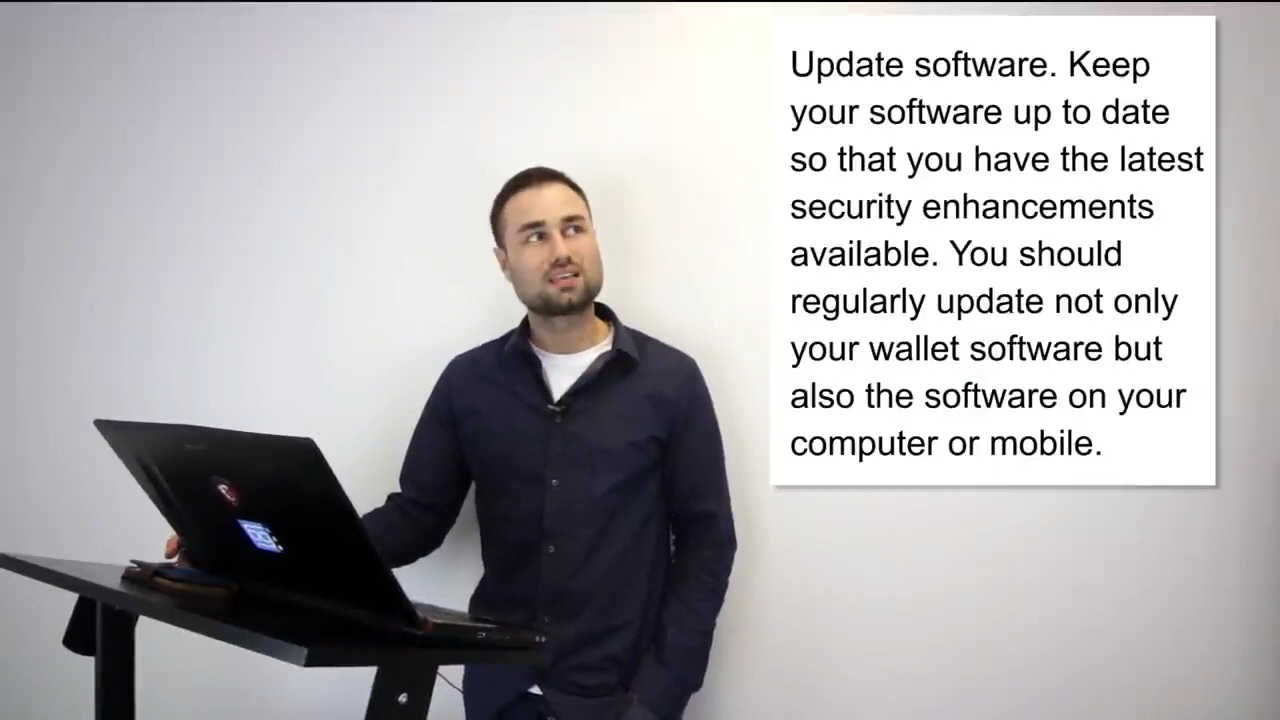 Update software. Keep
your software up to date
so that you have the latest
security enhancements
available. You should
regularly update not only
your wallet software but
also the software on your
computer or mobile.